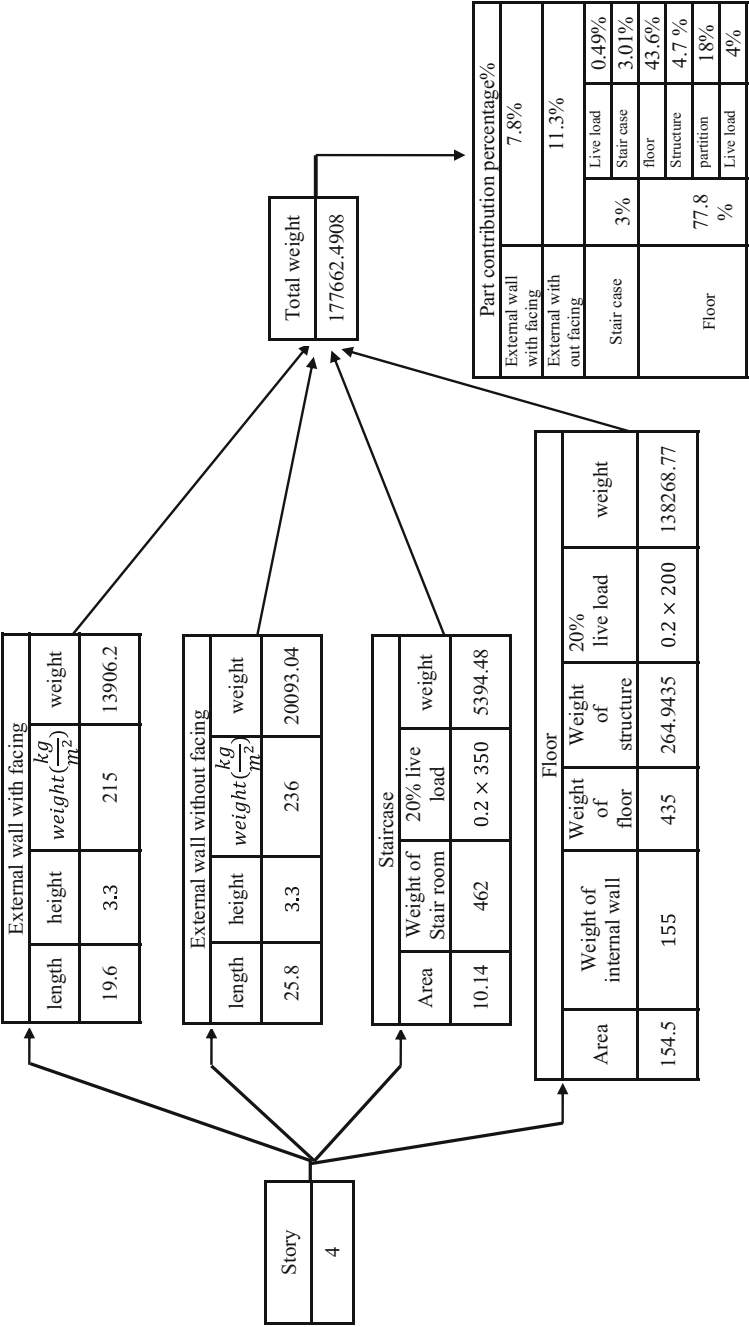 Story
4
External wall with facing
length height weight(kg/m²) weight
19.6 3.3 215 13906.2
External wall without facing
length height weight(kg/m²) weight
25.8 3.3 236 20093.04
Staircase
Area Weight of Stair room 20% live load weight
10.14 462 0.2 × 350 5394.48
Floor
Area Weight of internal wall Weight of floor Weight of structure 20% live load weight
154.5 155 435 264.9435 0.2 × 200 138268.77
Total weight
177662.4908
Part contribution percentage%
External wall with facing 7.8%
External with out facing 11.3%
Stair case 3% Live load 0.49%
Stair case 3.01%
Floor 77.8 % floor 43.6%
Structure 4.7 %
partition 18%
Live load 4%